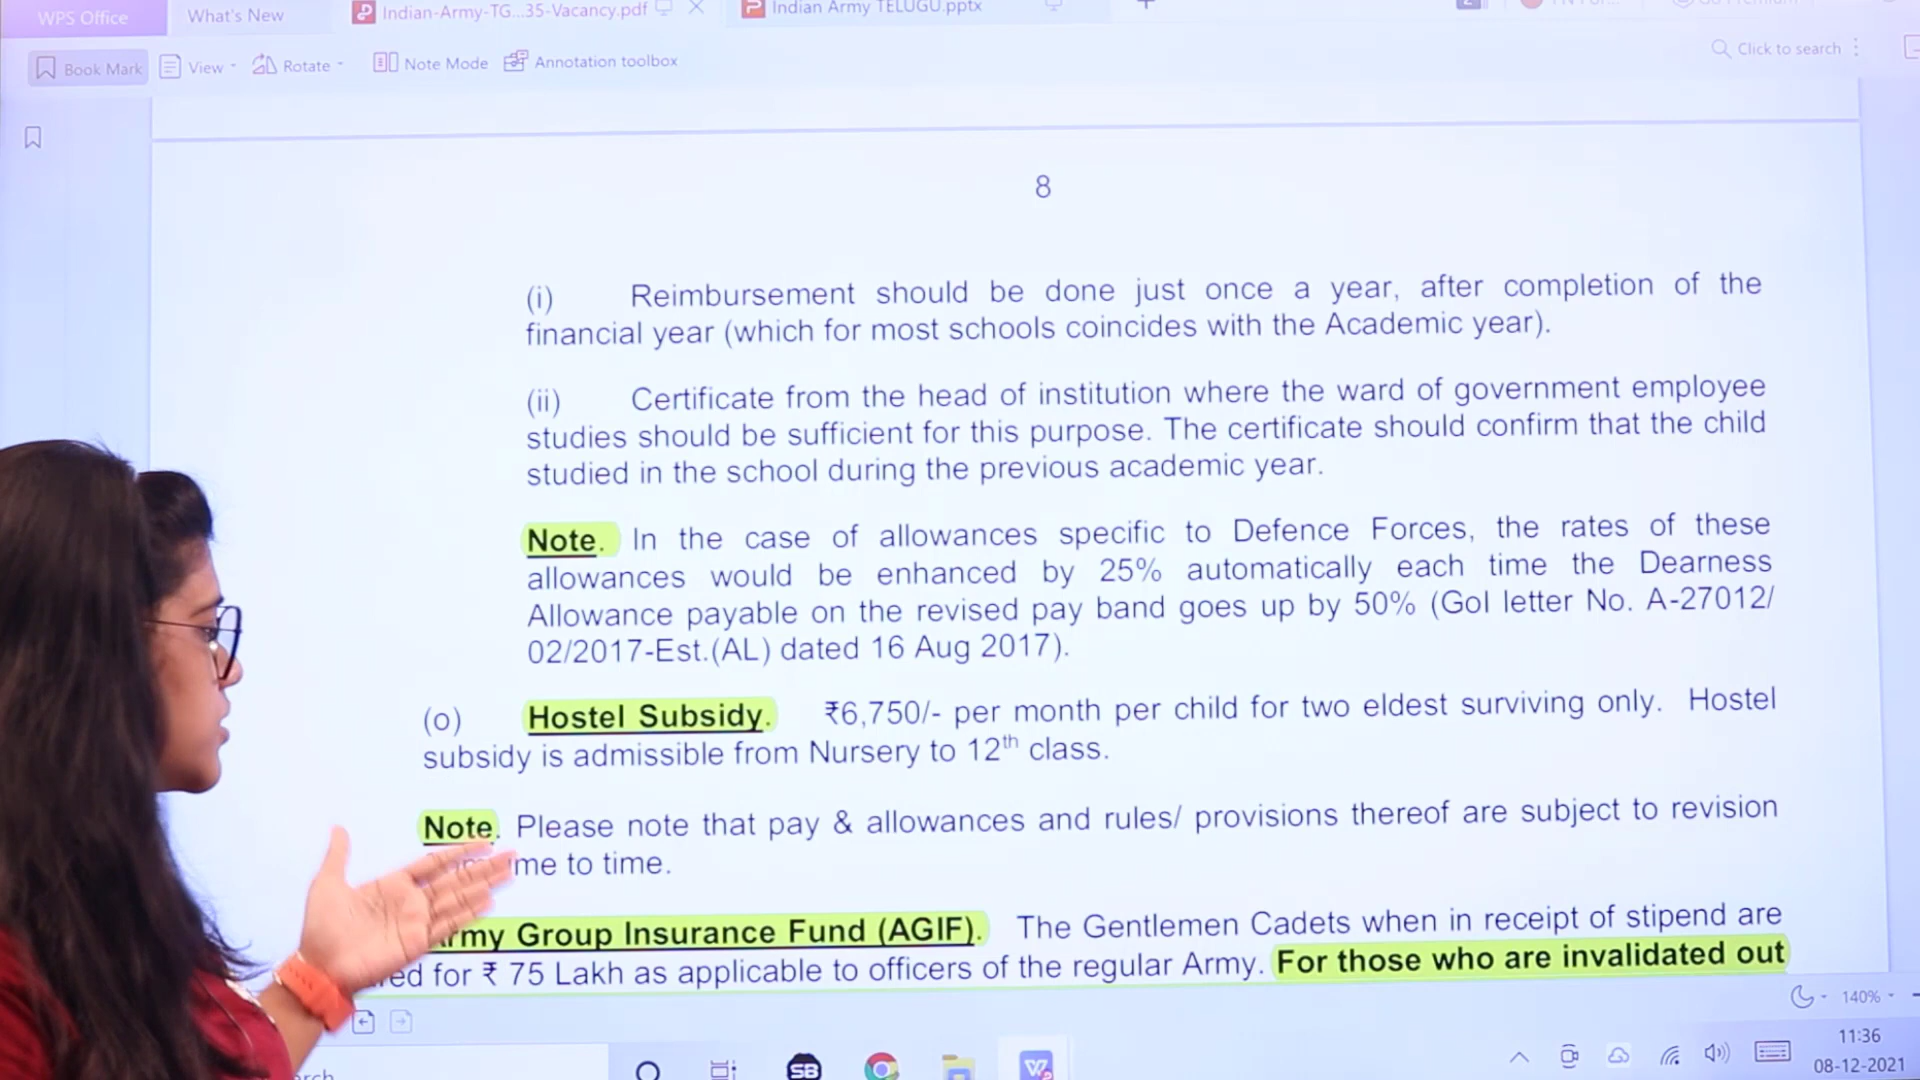 WPS Office
What's New
Indian-Army-TG...35-Vacancy.pdf
Indian Army TELUGU.pptx
Book Mark
View
Rotate
Note Mode
Annotation toolbox
Click to search
8
(i) Reimbursement should be done just once a year, after completion of the
financial year (which for most schools coincides with the Academic year).
(ii) Certificate from the head of institution where the ward of government employee
studies should be sufficient for this purpose. The certificate should confirm that the child
studied in the school during the previous academic year.
Note. In the case of allowances specific to Defence Forces, the rates of these
allowances would be enhanced by 25% automatically each time the Dearness
Allowance payable on the revised pay band goes up by 50% (GoI letter No. A-27012/
02/2017-Est.(AL) dated 16 Aug 2017).
(o) Hostel Subsidy. ₹6,750/- per month per child for two eldest surviving only. Hostel
subsidy is admissible from Nursery to 12th class.
Note. Please note that pay & allowances and rules/ provisions thereof are subject to revision
me to time.
rmy Group Insurance Fund (AGIF). The Gentlemen Cadets when in receipt of stipend are
ed for ₹ 75 Lakh as applicable to officers of the regular Army. For those who are invalidated out
140%
SB
11:36
08-12-2021